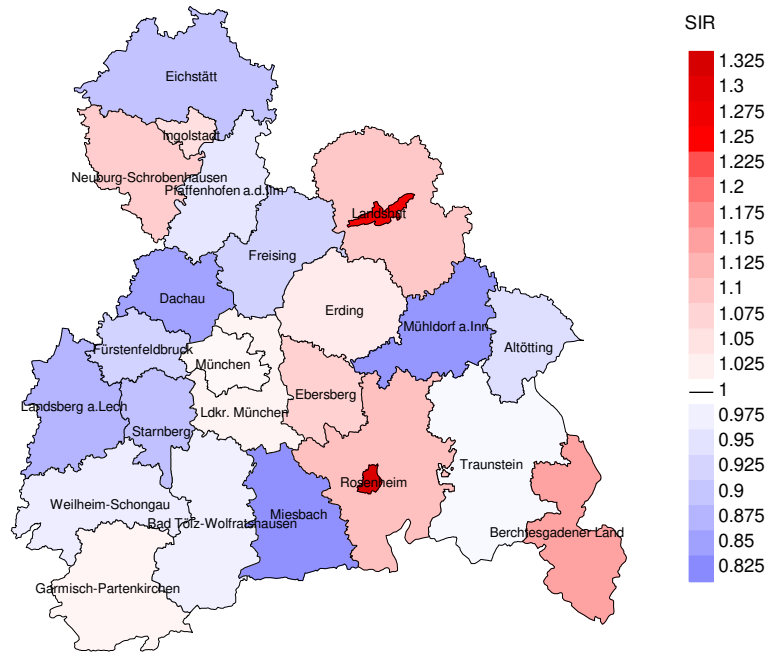 SIR
1.325
1.3
1.275
1.25
1.225
1.2
1.175
1.15
1.125
1.1
1.075
1.05
1.025
1
0.975
0.95
0.925
0.9
0.875
0.85
0.825
Eichstätt
Ingolstadt
Neuburg-Schrobenhausen
Pfaffenhofen a.d.Ilm
Landshut
Freising
Dachau
Erding
Mühldorf a.Inn
Altötting
Fürstenfeldbruck
München
Ebersberg
Landsberg a.Lech
Ldkr. München
Starnberg
Traunstein
Rosenheim
Weilheim-Schongau
Miesbach
Bad Tölz-Wolfratshausen
Berchtesgadener Land
Garmisch-Partenkirchen